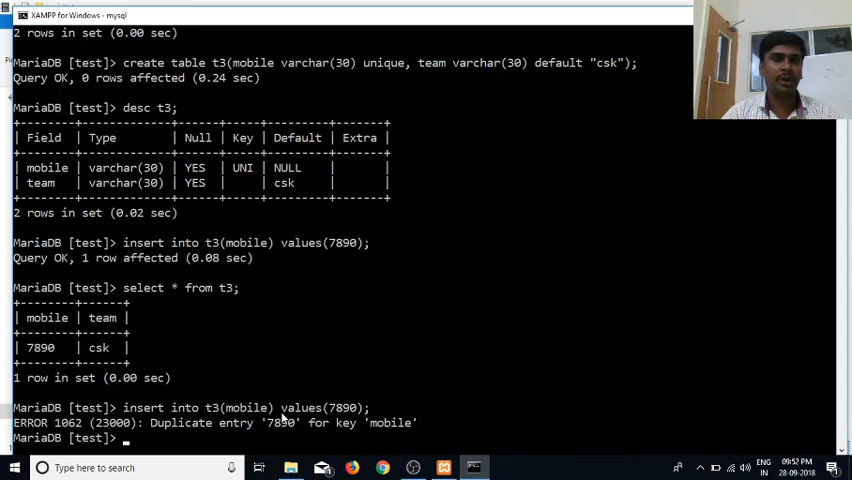 XAMPP for Windows - mysql
2 rows in set (0.00 sec)
MariaDB [test]> create table t3(mobile varchar(30) unique, team varchar(30) default "csk");
Query OK, 0 rows affected (0.24 sec)
MariaDB [test]> desc t3;
+--------+-------------+------+-----+---------+-------+
| Field | Type | Null | Key | Default | Extra |
+--------+-------------+------+-----+---------+-------+
| mobile | varchar(30) | YES | UNI | NULL | |
| team | varchar(30) | YES | | csk | |
+--------+-------------+------+-----+---------+-------+
2 rows in set (0.02 sec)
MariaDB [test]> insert into t3(mobile) values(7890);
Query OK, 1 row affected (0.08 sec)
MariaDB [test]> select * from t3;
+--------+------+
| mobile | team |
+--------+------+
| 7890 | csk |
+--------+------+
1 row in set (0.00 sec)
MariaDB [test]> insert into t3(mobile) values(7890);
ERROR 1062 (23000): Duplicate entry '7890' for key 'mobile'
MariaDB [test]> _
Type here to search
ENG 09:52 PM
IN 28-09-2018